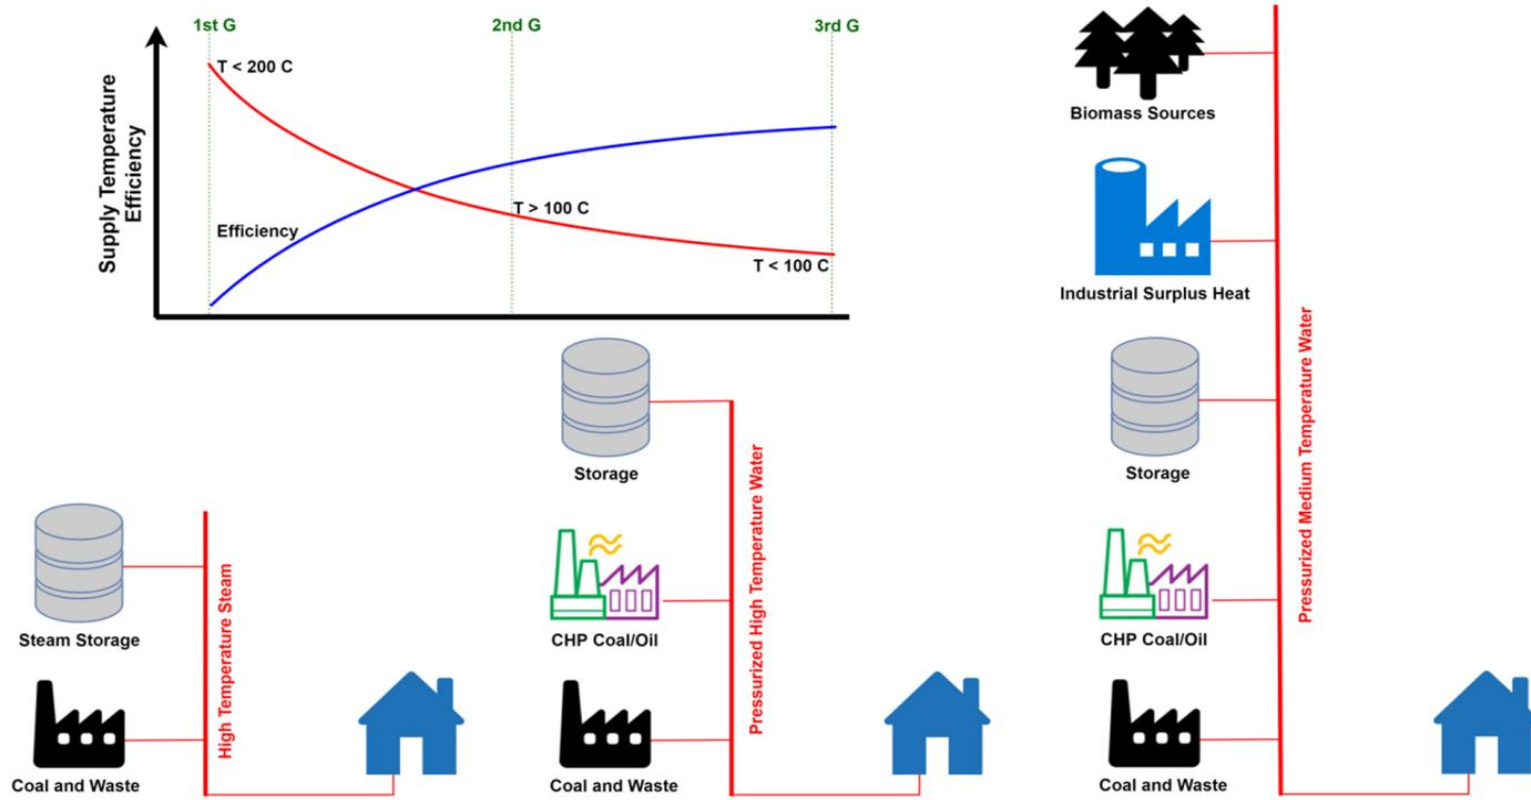 1st G
2nd G
3rd G
Supply Temperature
Efficiency
T < 200 C
Efficiency
T > 100 C
T < 100 C
Steam Storage
Coal and Waste
High Temperature Steam
Storage
CHP Coal/Oil
Coal and Waste
Pressurized High Temperature Water
Biomass Sources
Industrial Surplus Heat
Storage
CHP Coal/Oil
Coal and Waste
Pressurized Medium Temperature Water